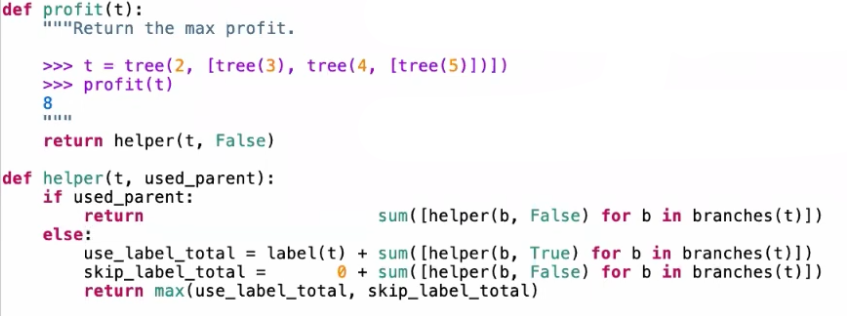 def profit(t):
    """Return the max profit.

    >>> t = tree(2, [tree(3), tree(4, [tree(5)])])
    >>> profit(t)
    8
    """
    return helper(t, False)

def helper(t, used_parent):
    if used_parent:
        return                       sum([helper(b, False) for b in branches(t)])
    else:
        use_label_total = label(t) + sum([helper(b, True) for b in branches(t)])
        skip_label_total =       0 + sum([helper(b, False) for b in branches(t)])
        return max(use_label_total, skip_label_total)